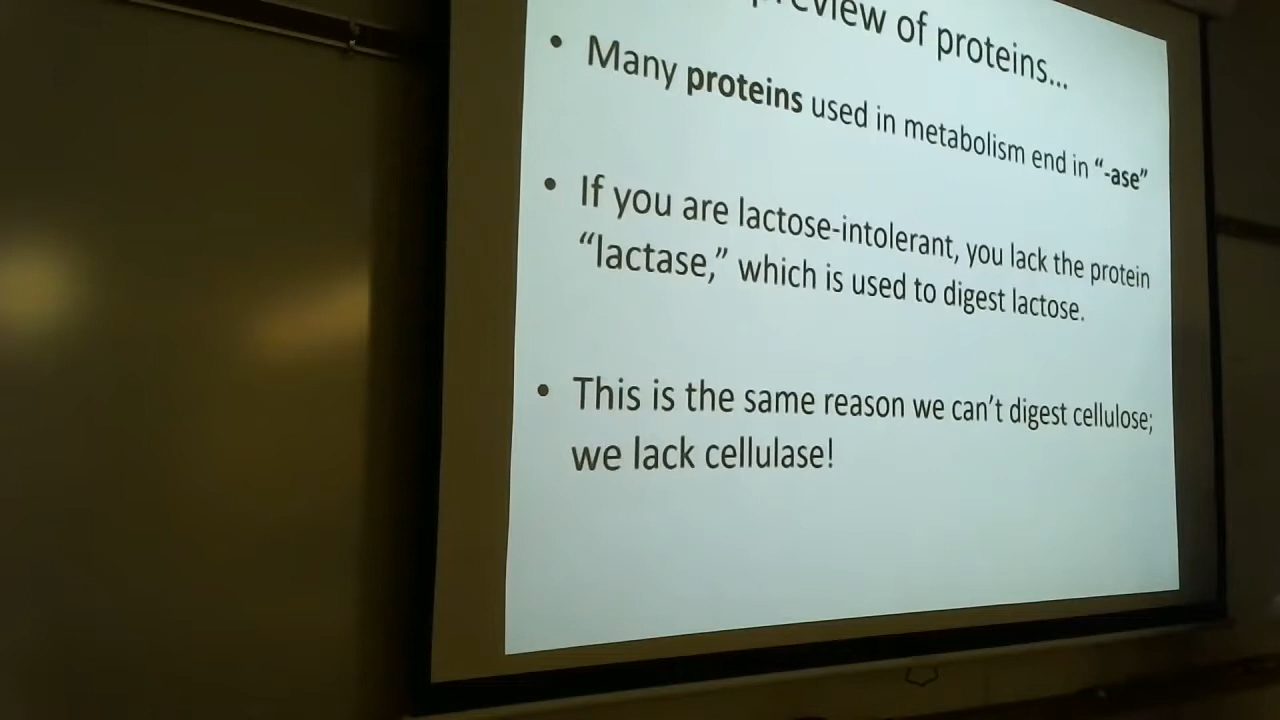 preview of proteins...
• Many proteins used in metabolism end in “-ase”
• If you are lactose-intolerant, you lack the protein
“lactase,” which is used to digest lactose.
• This is the same reason we can’t digest cellulose;
we lack cellulase!